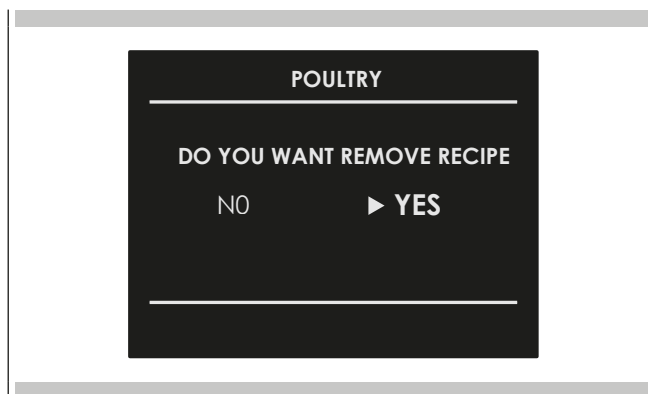 POULTRY
DO YOU WANT REMOVE RECIPE
N0 ▶ YES